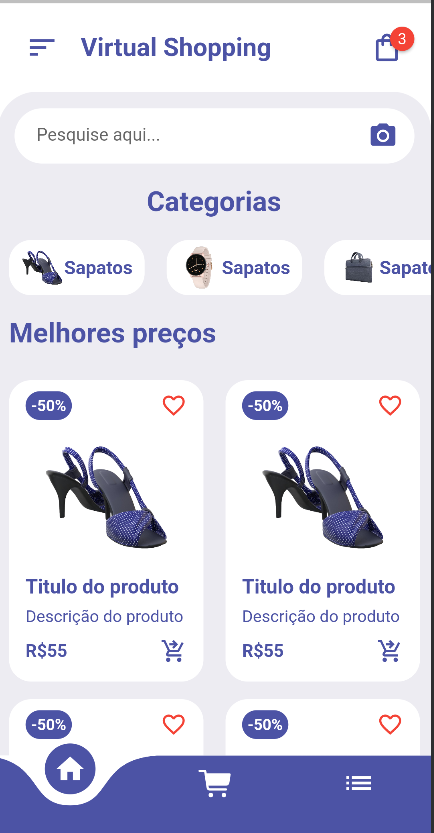 Virtual Shopping
3
Pesquise aqui...
Categorias
Sapatos
Sapatos
Sapato
Melhores preços
-50%
-50%
Titulo do produto
Titulo do produto
Descrição do produto
Descrição do produto
R$55
R$55
-50%
-50%